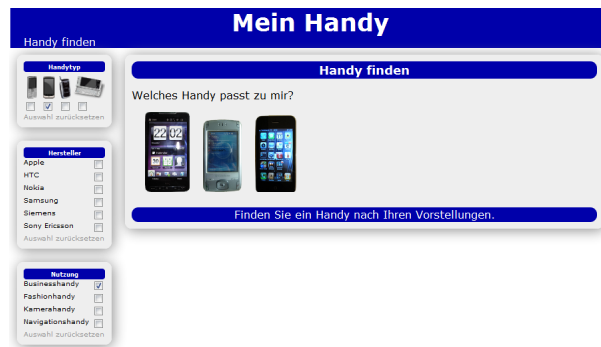 Mein Handy
Handy finden
Handytyp
Auswahl zurücksetzen
Hersteller
Apple
HTC
Nokia
Samsung
Siemens
Sony Ericsson
Auswahl zurücksetzen
Nutzung
Businesshandy
Fashionhandy
Kamerahandy
Navigationshandy
Auswahl zurücksetzen
Handy finden
Welches Handy passt zu mir?
22 02
Finden Sie ein Handy nach Ihren Vorstellungen.